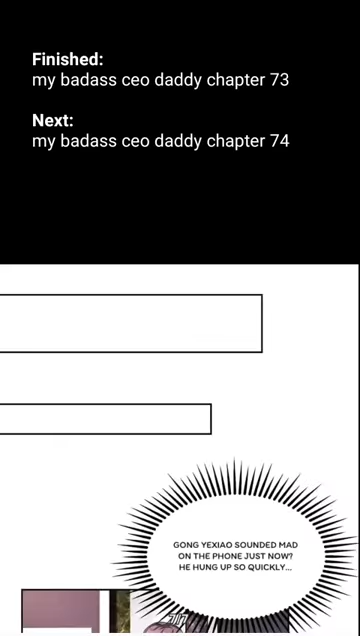 Finished:
my badass ceo daddy chapter 73
Next:
my badass ceo daddy chapter 74
GONG YEXIAO SOUNDED MAD
ON THE PHONE JUST NOW?
HE HUNG UP SO QUICKLY...